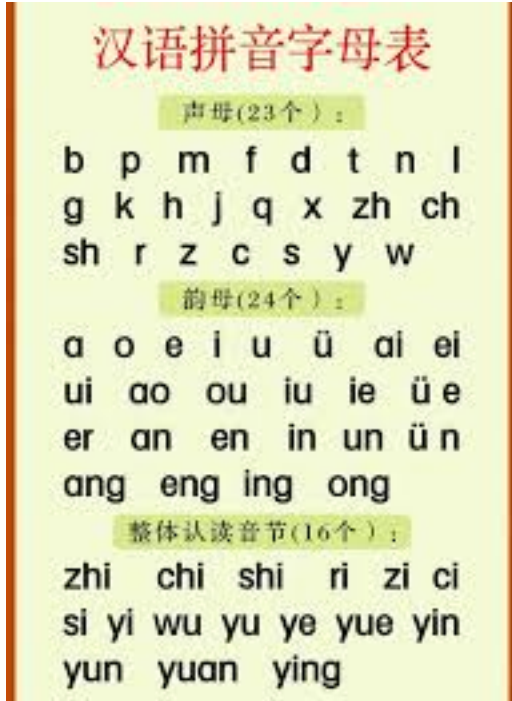 汉语拼音字母表
声母(23个）：
b p m f d t n l
g k h j q x zh ch
sh r z c s y w
韵母(24个）：
a o e i u ü ai ei
ui ao ou iu ie üe
er an en in un ün
ang eng ing ong
整体认读音节(16个）：
zhi chi shi ri zi ci
si yi wu yu ye yue yin
yun yuan ying